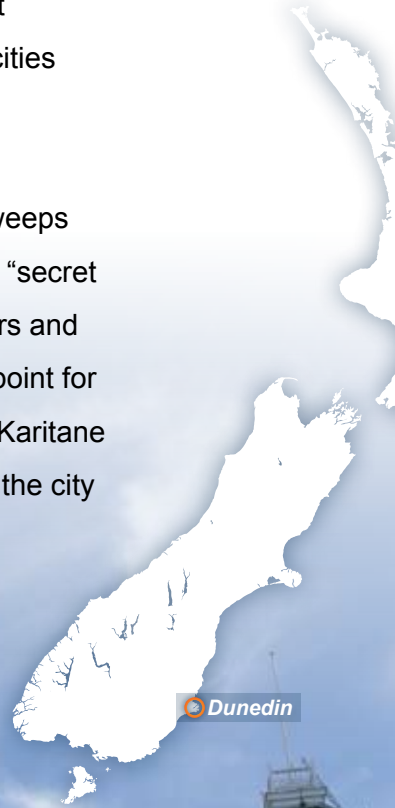 t
cities
weeps
“secret
rs and
point for
Karitane
the city
Dunedin